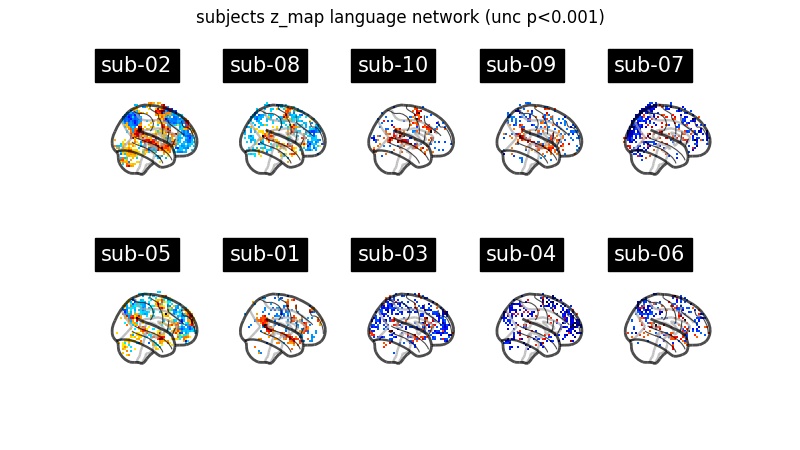 subjects z_map language network (unc p<0.001)
sub-02
sub-08
sub-10
sub-09
sub-07
sub-05
sub-01
sub-03
sub-04
sub-06